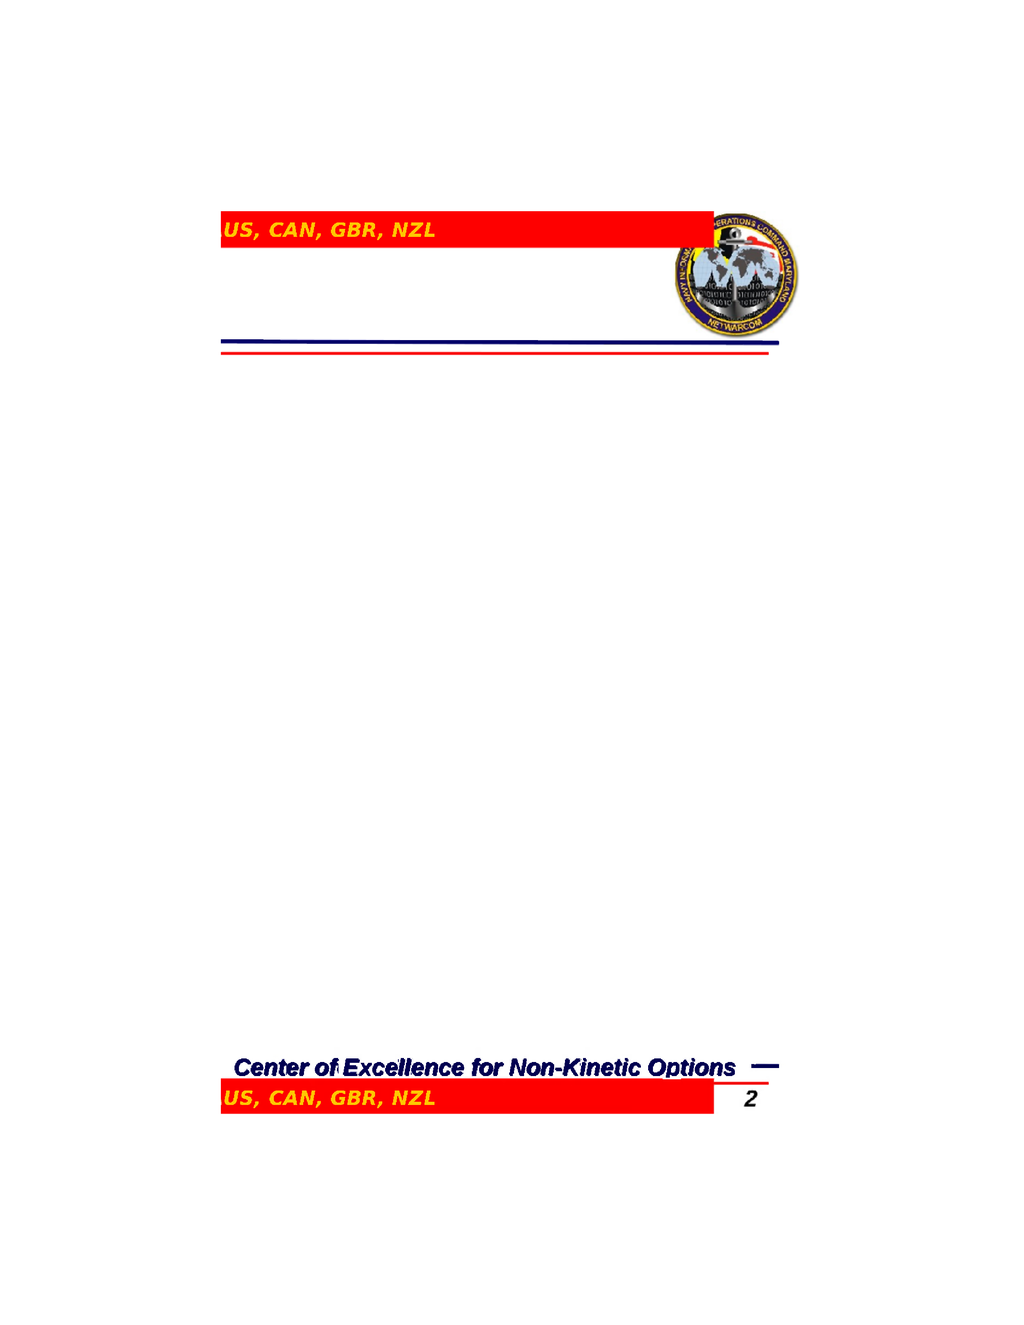 US, CAN, GBR, NZL
NAVY INFORMATION OPERATIONS COMMAND MARYLAND
NETWARCOM
Center of Excellence for Non-Kinetic Options
US, CAN, GBR, NZL
2